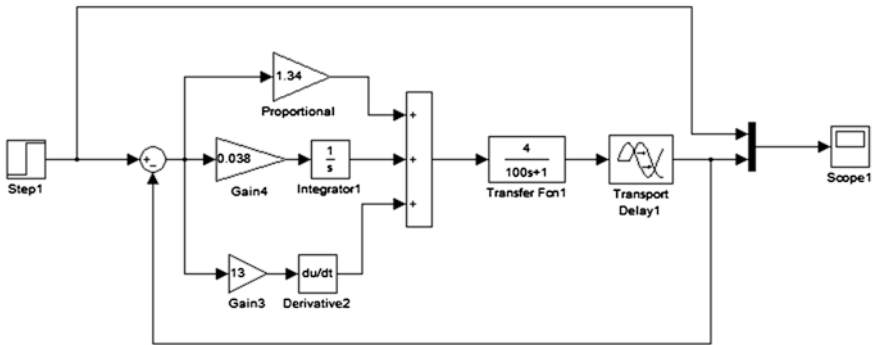 1.34
Proportional
Step1
+
-
0.038
Gain4
1
s
Integrator1
+
+
+
4
100s+1
Transfer Fcn1
Transport
Delay1
Scope1
13
Gain3
du/dt
Derivative2